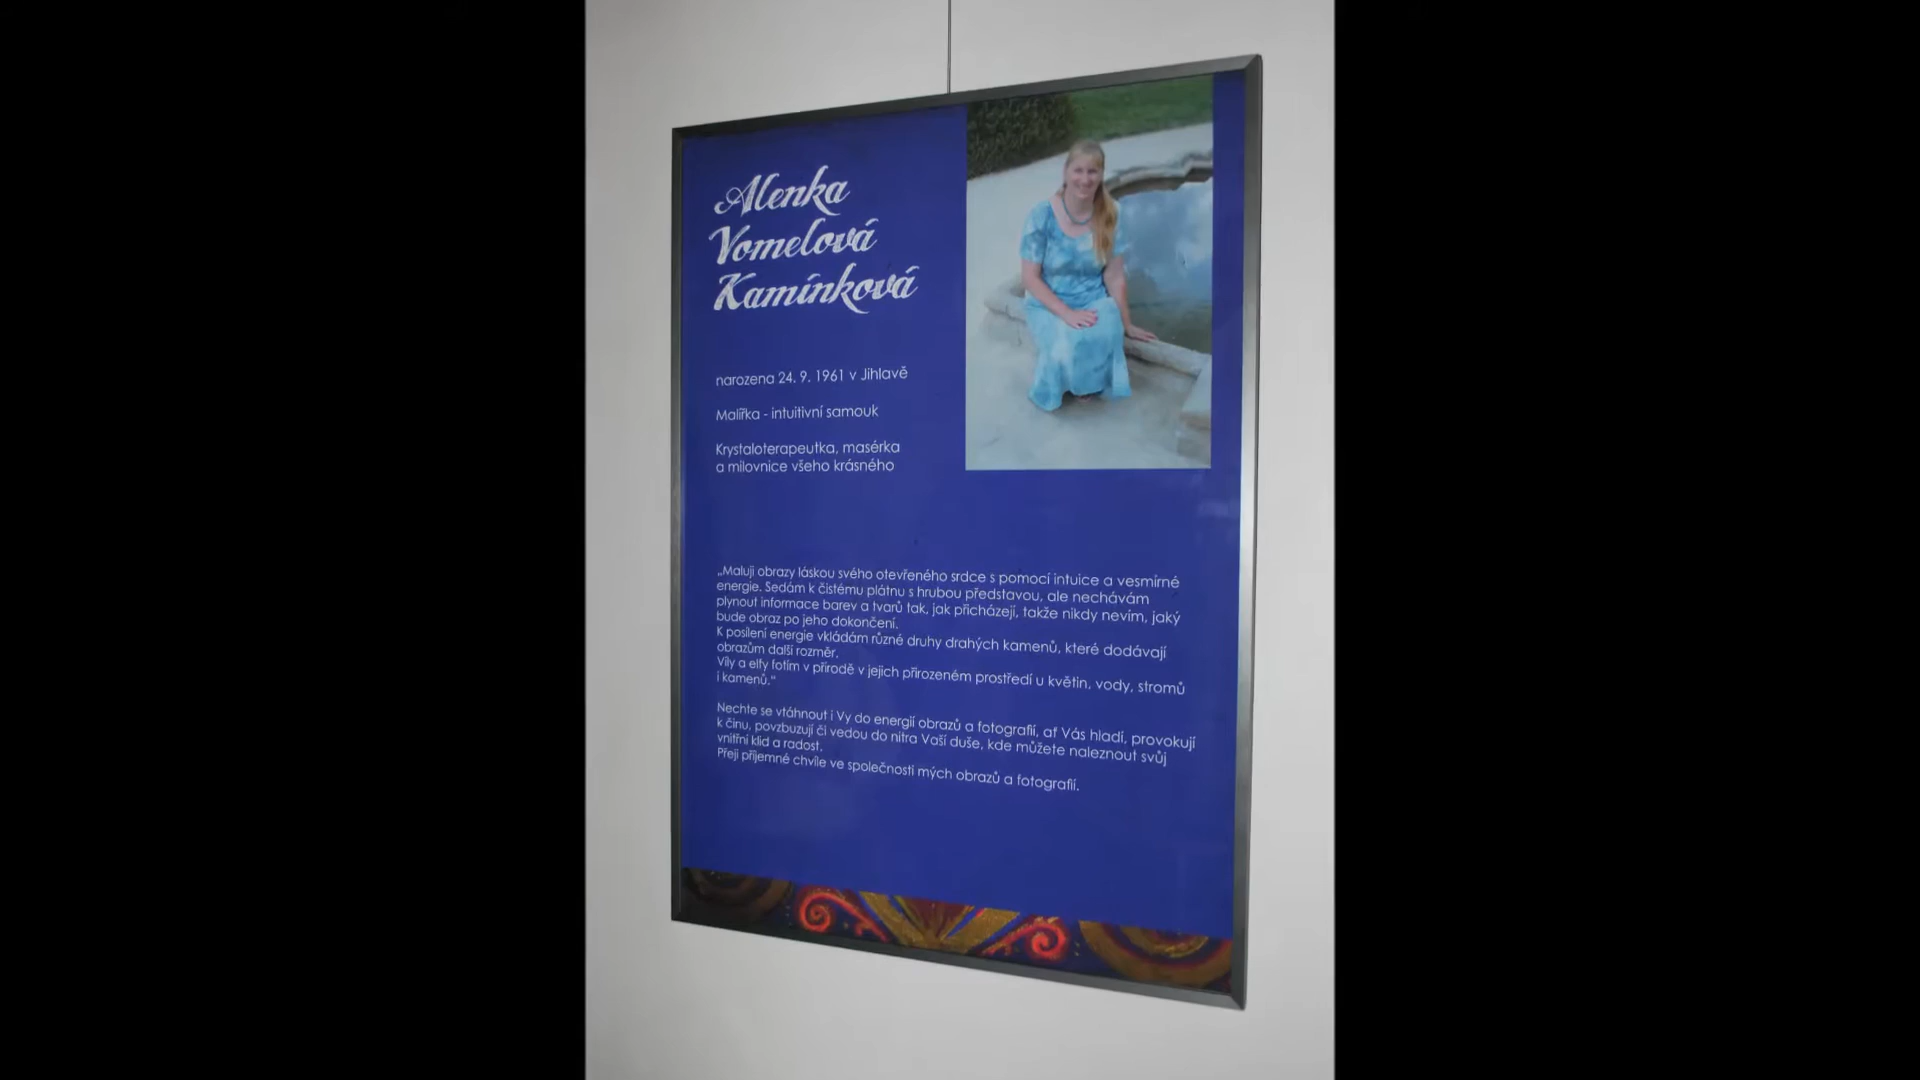 Alenka
Vomelová
Kamínková
narozena 24. 9. 1961 v Jihlavě
Malířka - intuitivní samouk
Krystaloterapeutka, masérka
a milovnice všeho krásného
„Maluji obrazy láskou svého otevřeného srdce s pomocí intuice a vesmírné
energie. Sedám k čistému plátnu s hrubou představou, ale nechávám
plynout informace barev a tvarů tak, jak přicházejí, takže nikdy nevím, jaký
bude obraz po jeho dokončení.
K posílení energie vkládám různé druhy drahých kamenů, které dodávají
obrazům další rozměr.
Víly a elfy fotím v přírodě v jejich přirozeném prostředí u květin, vody, stromů
i kamenů.“
Nechte se vtáhnout i Vy do energií obrazů a fotografií, ať Vás hladí, provokují
k činu, povzbuzují či vedou do nitra Vaší duše, kde můžete naleznout svůj
vnitřní klid a radost.
Přeji příjemné chvíle ve společnosti mých obrazů a fotografií.